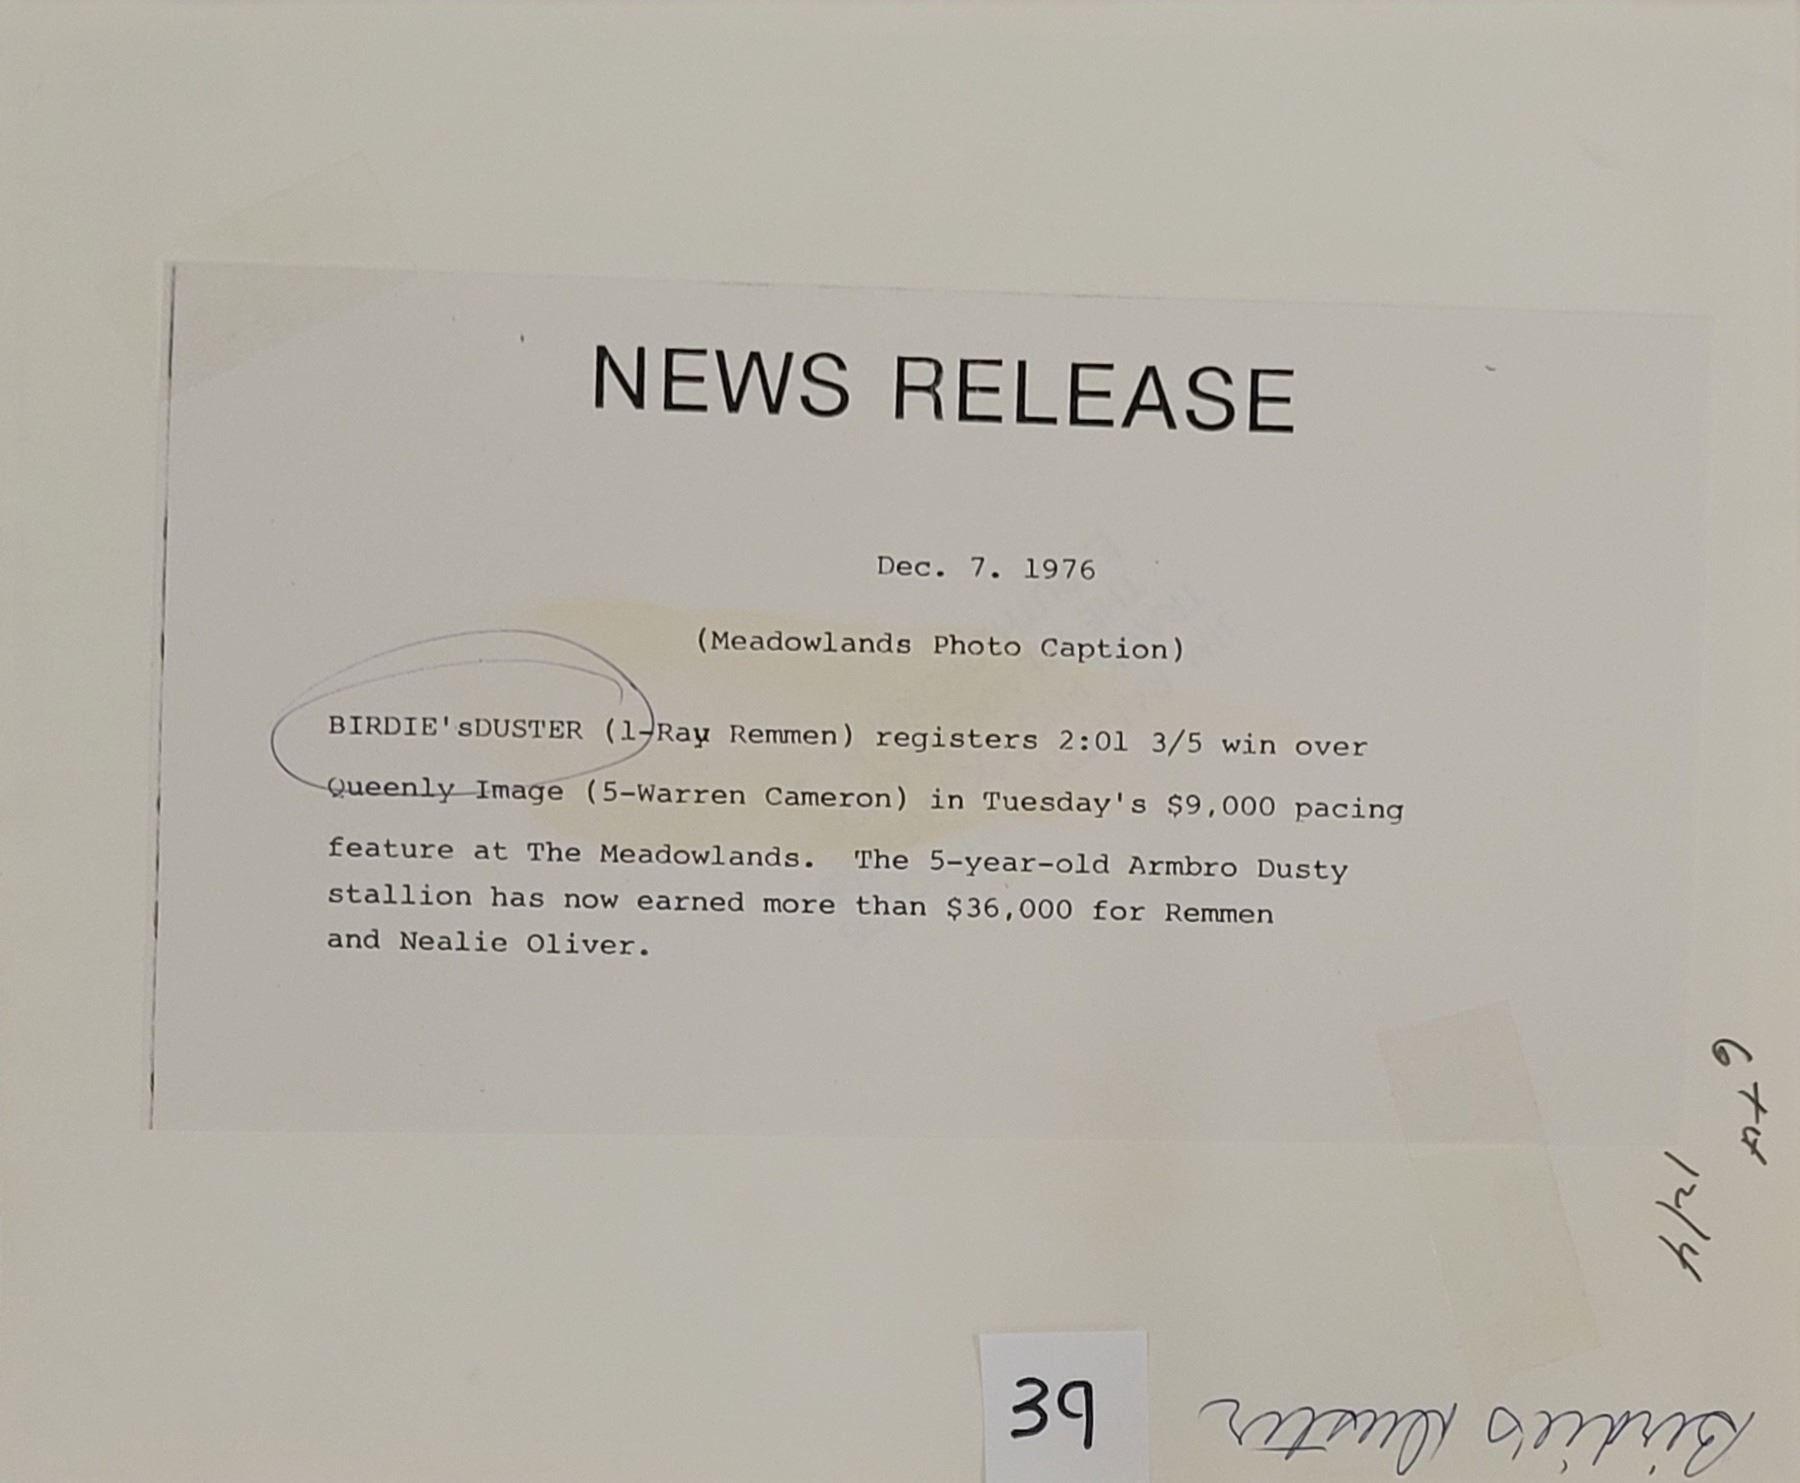 NEWS RELEASE
Dec. 7. 1976
(Meadowlands Photo Caption)
BIRDIE'sDUSTER (1-Ray Remmen) registers 2:01 3/5 win over
Queenly Image (5-Warren Cameron) in Tuesday's $9,000 pacing
feature at The Meadowlands.  The 5-year-old Armbro Dusty
stallion has now earned more than $36,000 for Remmen
and Nealie Oliver.
12/4
39
Birdie's Duster